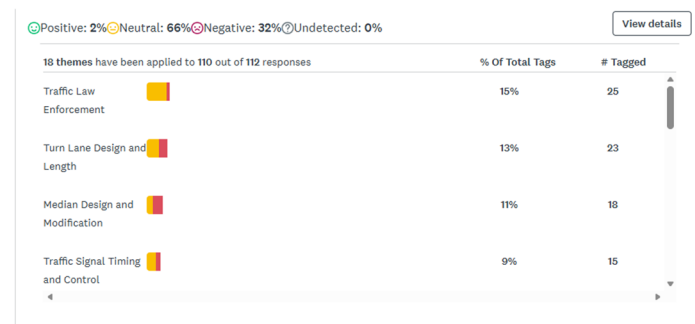 Positive: 2% Neutral: 66% Negative: 32% Undetected: 0%
View details
18 themes have been applied to 110 out of 112 responses
% Of Total Tags
# Tagged
Traffic Law
Enforcement
15%
25
Turn Lane Design and
Length
13%
23
Median Design and
Modification
11%
18
Traffic Signal Timing
and Control
9%
15